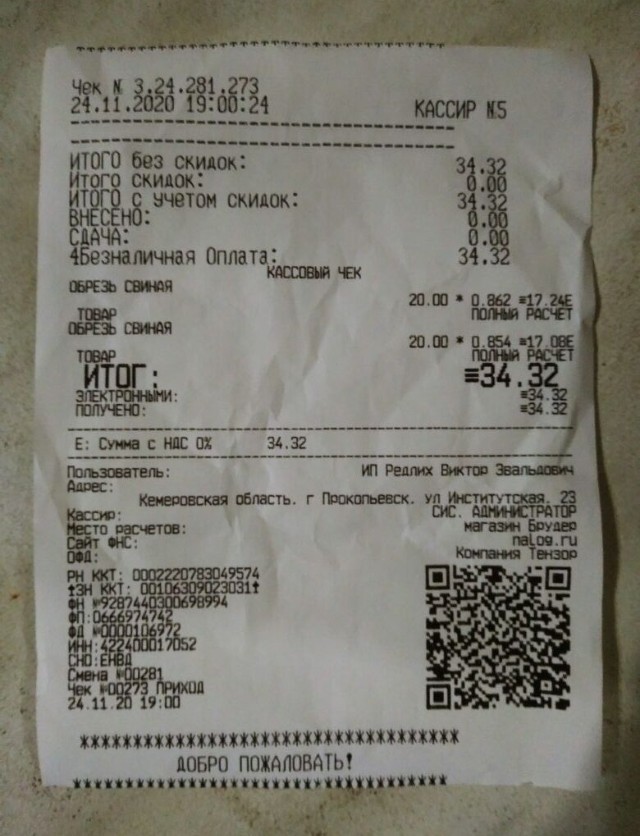 Чек № 3.24.281.273
24.11.2020 19:00:24 КАССИР №5
ИТОГО без скидок: 34.32
Итого скидок: 0.00
ИТОГО с учетом скидок: 34.32
ВНЕСЕНО: 0.00
СДАЧА: 0.00
4Безналичная Оплата: 34.32
КАССОВЫЙ ЧЕК
ОБРЕЗЬ СВИНАЯ
20.00 * 0.862 ≡17.24Е
ТОВАР ПОЛНЫЙ РАСЧЕТ
ОБРЕЗЬ СВИНАЯ
20.00 * 0.854 ≡17.08Е
ТОВАР ПОЛНЫЙ РАСЧЕТ
ИТОГ: ≡34.32
ЭЛЕКТРОННЫМИ: ≡34.32
ПОЛУЧЕНО: ≡34.32
Е: Сумма с НДС 0% 34.32
Пользователь: ИП Редлих Виктор Эвальдович
Адрес:
Кемеровская область. г Прокопьевск. ул Институтская. 23
Кассир: СИС. АДМИНИСТРАТОР
Место расчетов: магазин Брудер
Сайт ФНС: nalog.ru
ОФД: Компания Тензор
РН ККТ: 0002220783049574
↑ЗН ККТ: 00106309023031↑
ФН №9287440300698994
ФП:0666974742
ФД №0000106972
ИНН:422400017052
СНО:ЕНВД
Смена №00281
Чек №00273 ПРИХОД
24.11.20 19:00
ДОБРО ПОЖАЛОВАТЬ!